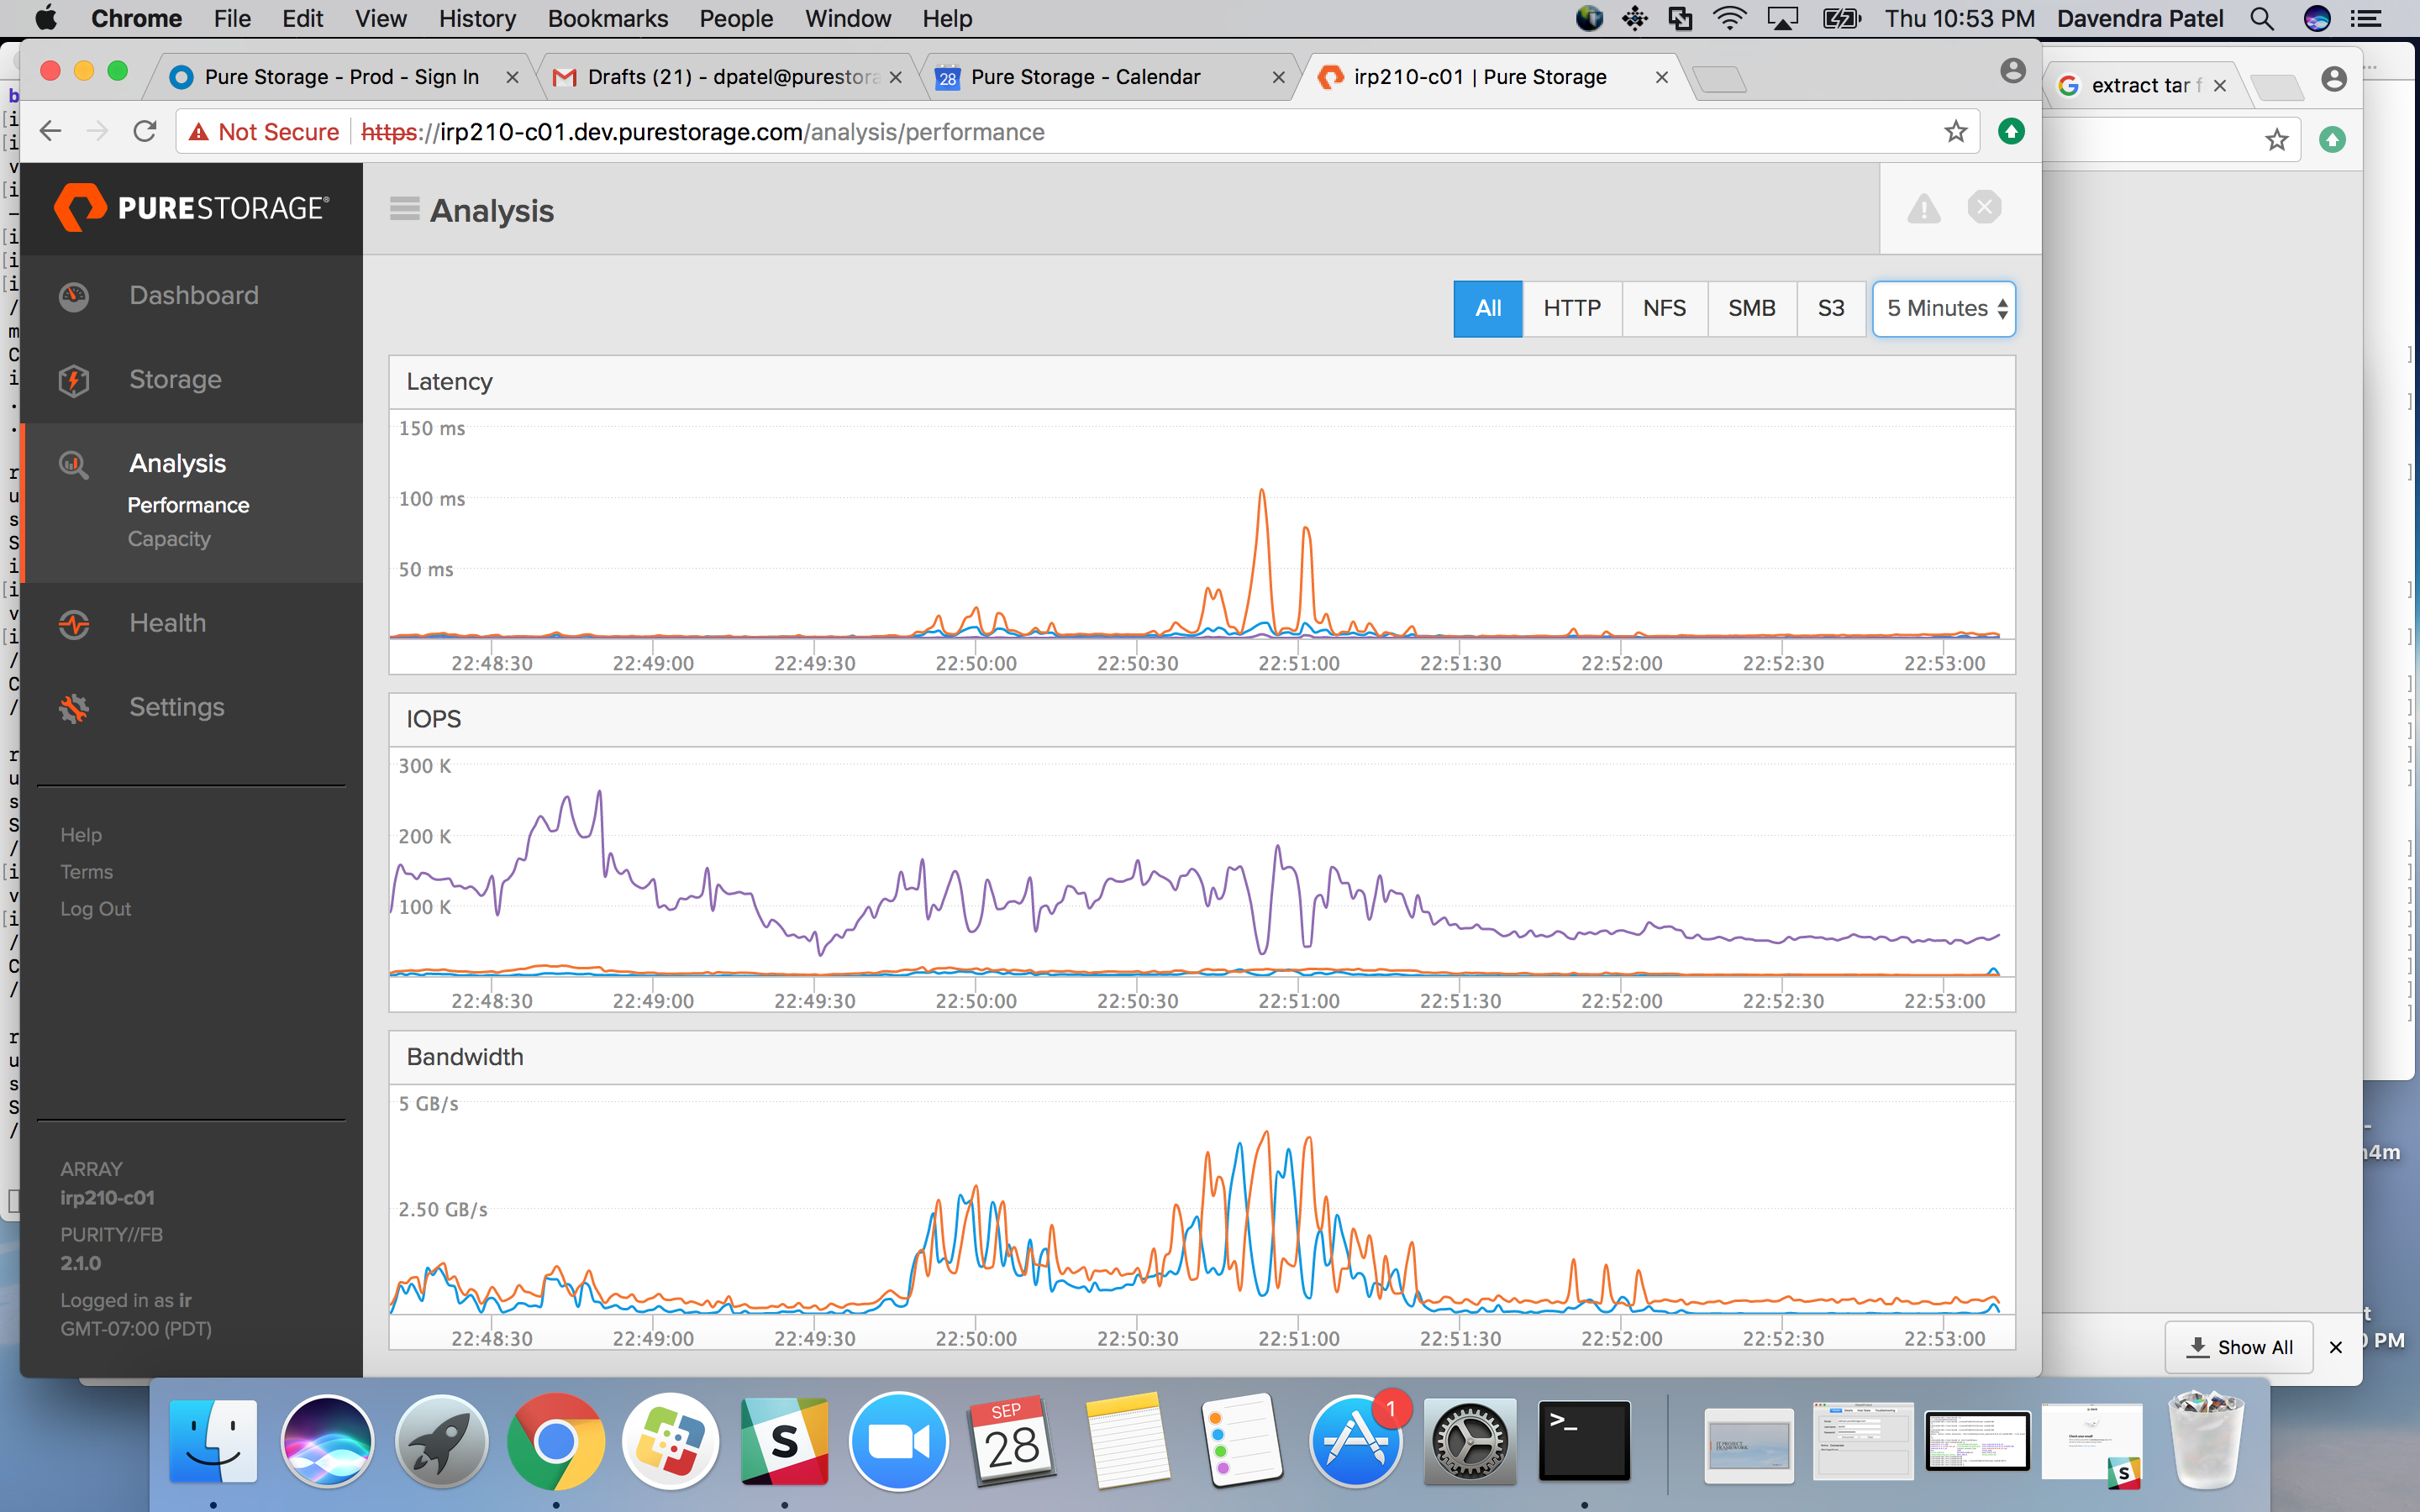 Chrome File Edit View History Bookmarks People Window Help Thu 10:53 PM Davendra Patel
Pure Storage - Prod - Sign In
Drafts (21) - dpatel@purestora
28 Pure Storage - Calendar
irp210-c01 | Pure Storage
extract tar f
Not Secure https://irp210-c01.dev.purestorage.com/analysis/performance
PURESTORAGE®
Analysis
Dashboard
Storage
Analysis
Performance
Capacity
Health
Settings
Help
Terms
Log Out
ARRAY
irp210-c01
PURITY//FB
2.1.0
Logged in as ir
GMT-07:00 (PDT)
All HTTP NFS SMB S3 5 Minutes
Latency
150 ms
100 ms
50 ms
22:48:30 22:49:00 22:49:30 22:50:00 22:50:30 22:51:00 22:51:30 22:52:00 22:52:30 22:53:00
IOPS
300 K
200 K
100 K
22:48:30 22:49:00 22:49:30 22:50:00 22:50:30 22:51:00 22:51:30 22:52:00 22:52:30 22:53:00
Bandwidth
5 GB/s
2.50 GB/s
22:48:30 22:49:00 22:49:30 22:50:00 22:50:30 22:51:00 22:51:30 22:52:00 22:52:30 22:53:00
Show All
PM
SEP
28
1